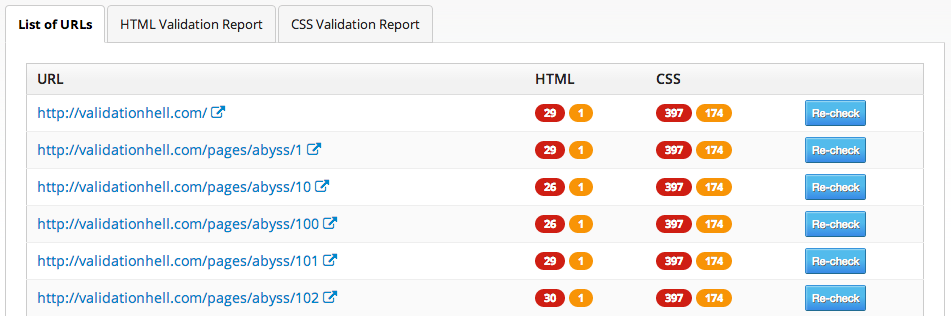 List of URLs HTML Validation Report CSS Validation Report
URL HTML CSS
http://validationhell.com/ 29 1 397 174 Re-check
http://validationhell.com/pages/abyss/1 29 1 397 174 Re-check
http://validationhell.com/pages/abyss/10 26 1 397 174 Re-check
http://validationhell.com/pages/abyss/100 26 1 397 174 Re-check
http://validationhell.com/pages/abyss/101 29 1 397 174 Re-check
http://validationhell.com/pages/abyss/102 30 1 397 174 Re-check